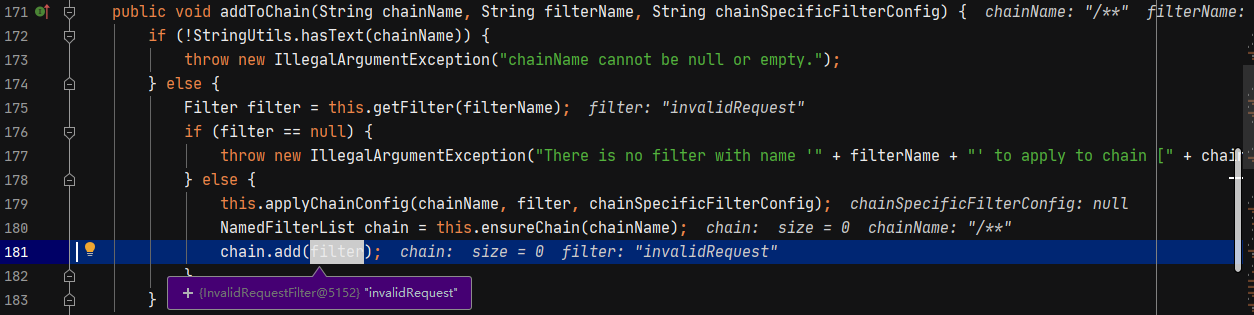 171 public void addToChain(String chainName, String filterName, String chainSpecificFilterConfig) { chainName: "/**" filterName:
172 if (!StringUtils.hasText(chainName)) {
173 throw new IllegalArgumentException("chainName cannot be null or empty.");
174 } else {
175 Filter filter = this.getFilter(filterName); filter: "invalidRequest"
176 if (filter == null) {
177 throw new IllegalArgumentException("There is no filter with name '" + filterName + "' to apply to chain [" + chai
178 } else {
179 this.applyChainConfig(chainName, filter, chainSpecificFilterConfig); chainSpecificFilterConfig: null
180 NamedFilterList chain = this.ensureChain(chainName); chain: size = 0 chainName: "/**"
181 chain.add(filter); chain: size = 0 filter: "invalidRequest"
182 }
+ {InvalidRequestFilter@5152} "invalidRequest"
183 }